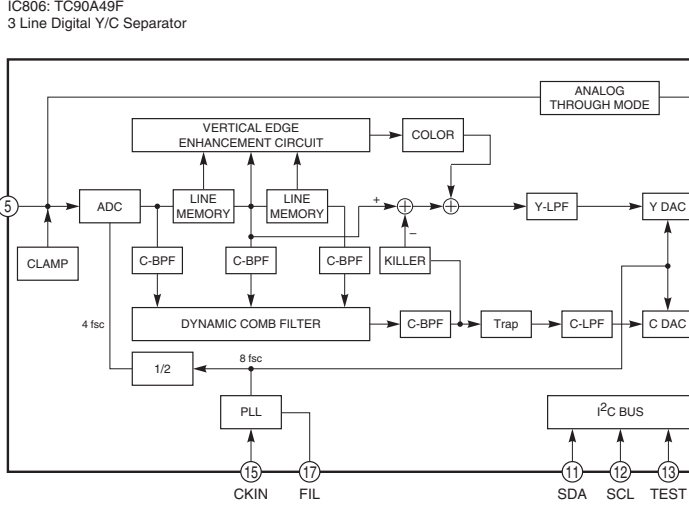 IC806: TC90A49F
3 Line Digital Y/C Separator
ANALOG
THROUGH MODE
VERTICAL EDGE
ENHANCEMENT CIRCUIT
COLOR
5
ADC
LINE
MEMORY
LINE
MEMORY
+
Y-LPF
Y DAC
–
CLAMP
C-BPF
C-BPF
C-BPF
KILLER
4 fsc
DYNAMIC COMB FILTER
C-BPF
Trap
C-LPF
C DAC
8 fsc
1/2
PLL
I²C BUS
15
17
11
12
13
CKIN
FIL
SDA
SCL
TEST